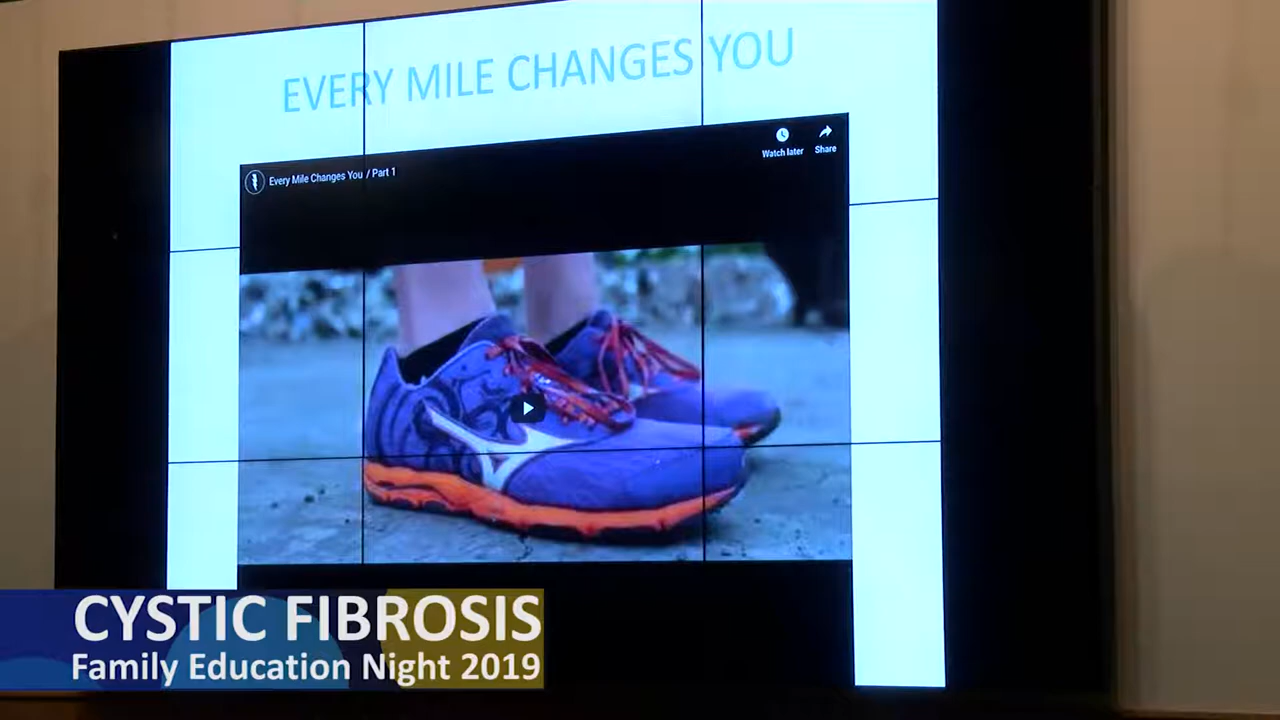 EVERY MILE CHANGES YOU
Every Mile Changes You / Part 1
Watch later
Share
CYSTIC FIBROSIS
Family Education Night 2019